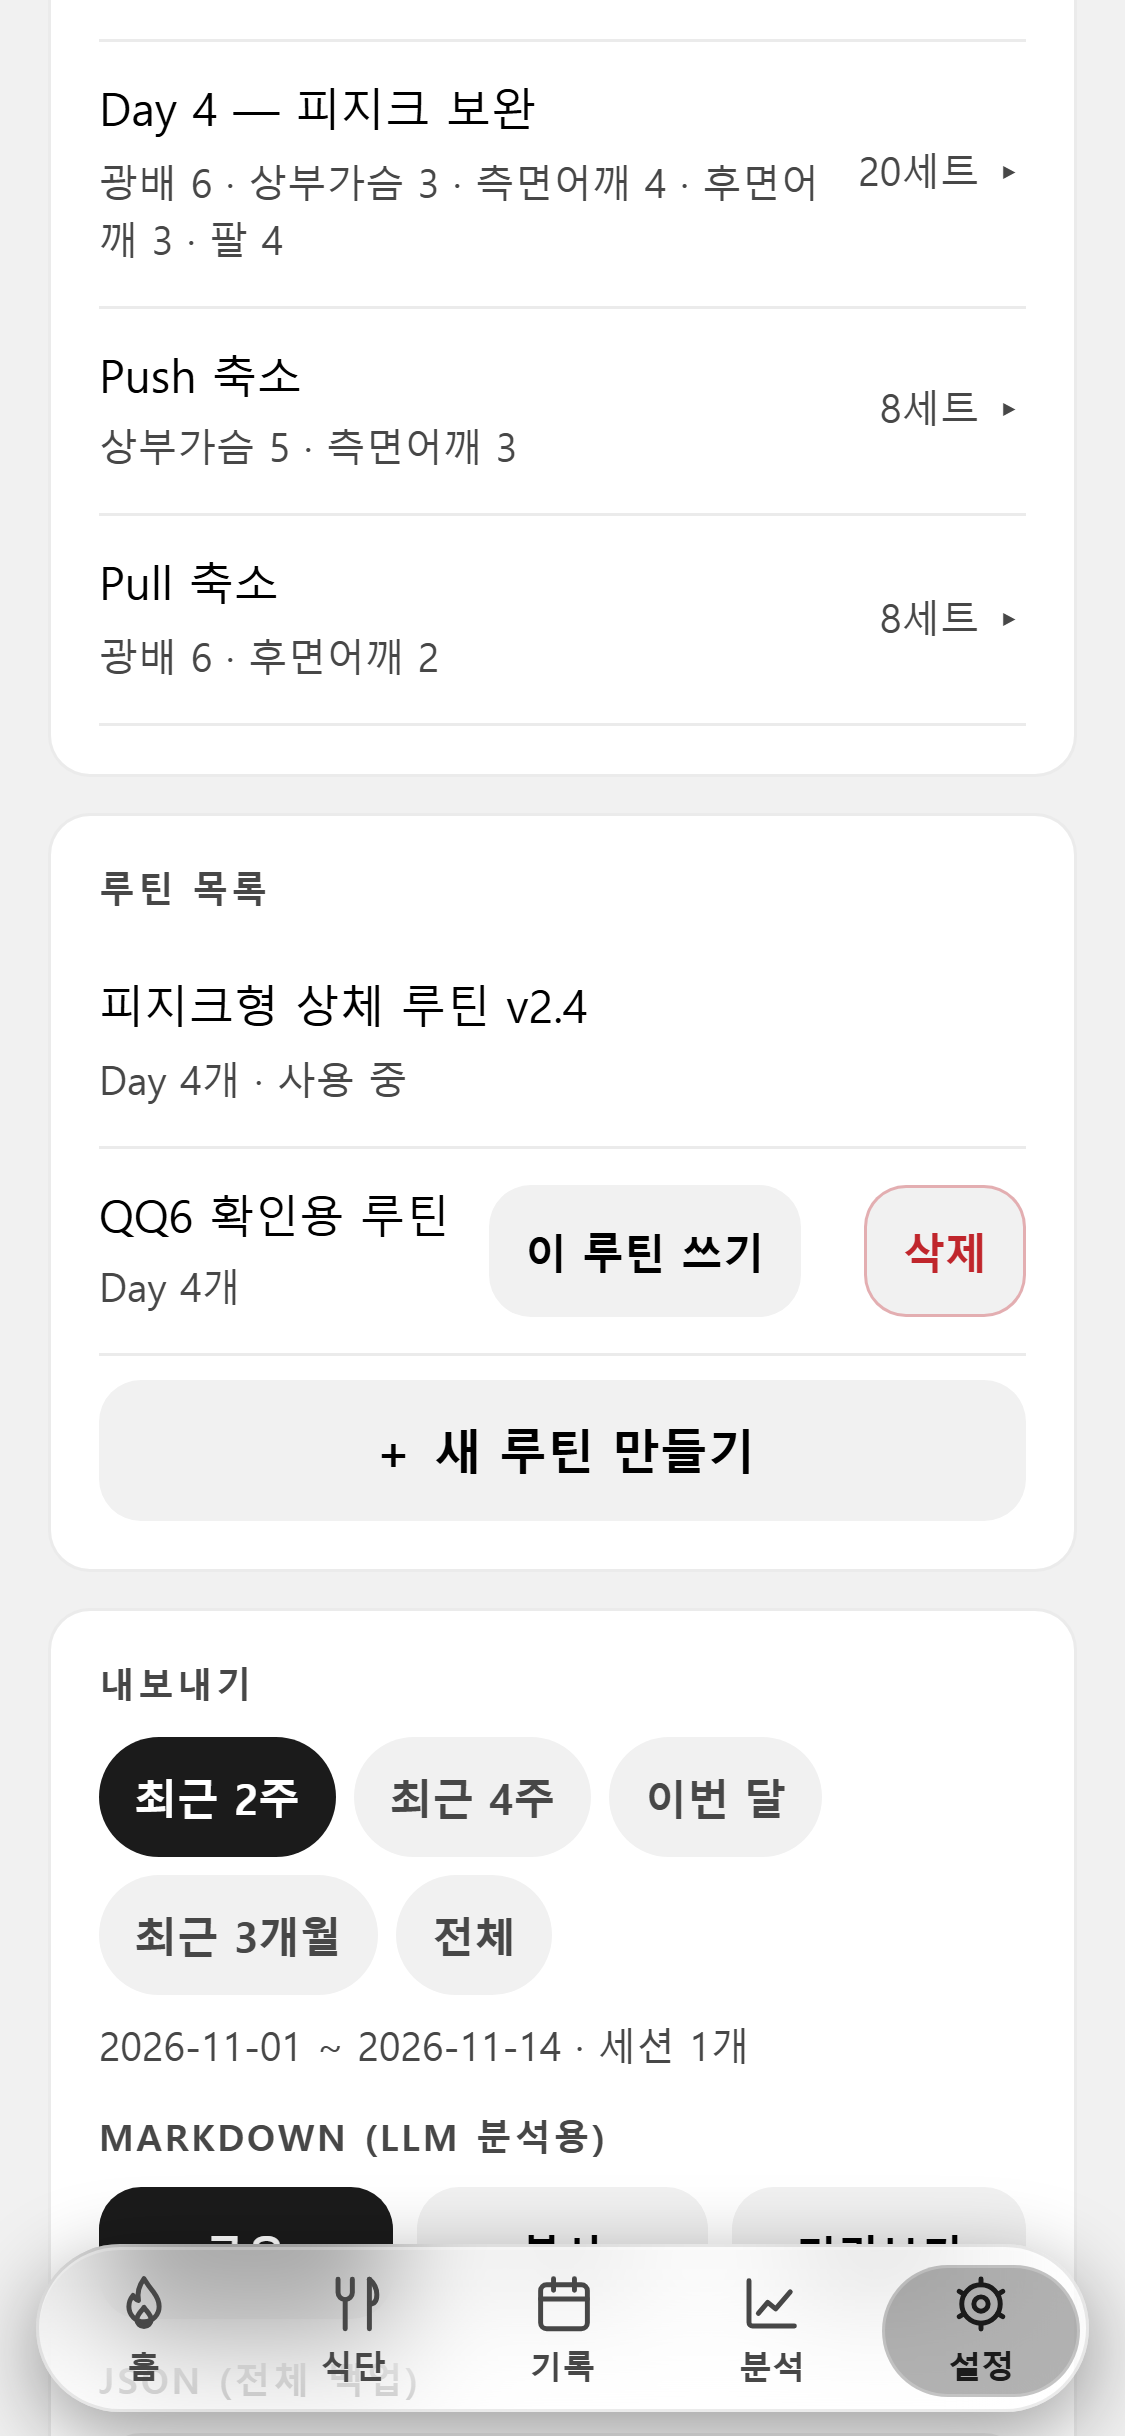 Day 4 — 피지크 보완
광배 6 · 상부가슴 3 · 측면어깨 4 · 후면어
깨 3 · 팔 4
20세트 ▸
Push 축소
상부가슴 5 · 측면어깨 3
8세트 ▸
Pull 축소
광배 6 · 후면어깨 2
8세트 ▸
루틴 목록
피지크형 상체 루틴 v2.4
Day 4개 · 사용 중
QQ6 확인용 루틴
Day 4개
이 루틴 쓰기
삭제
+ 새 루틴 만들기
내보내기
최근 2주
최근 4주
이번 달
최근 3개월
전체
2026-11-01 ~ 2026-11-14 · 세션 1개
MARKDOWN (LLM 분석용)
JSON (전체 백업)
홈
식단
기록
분석
설정